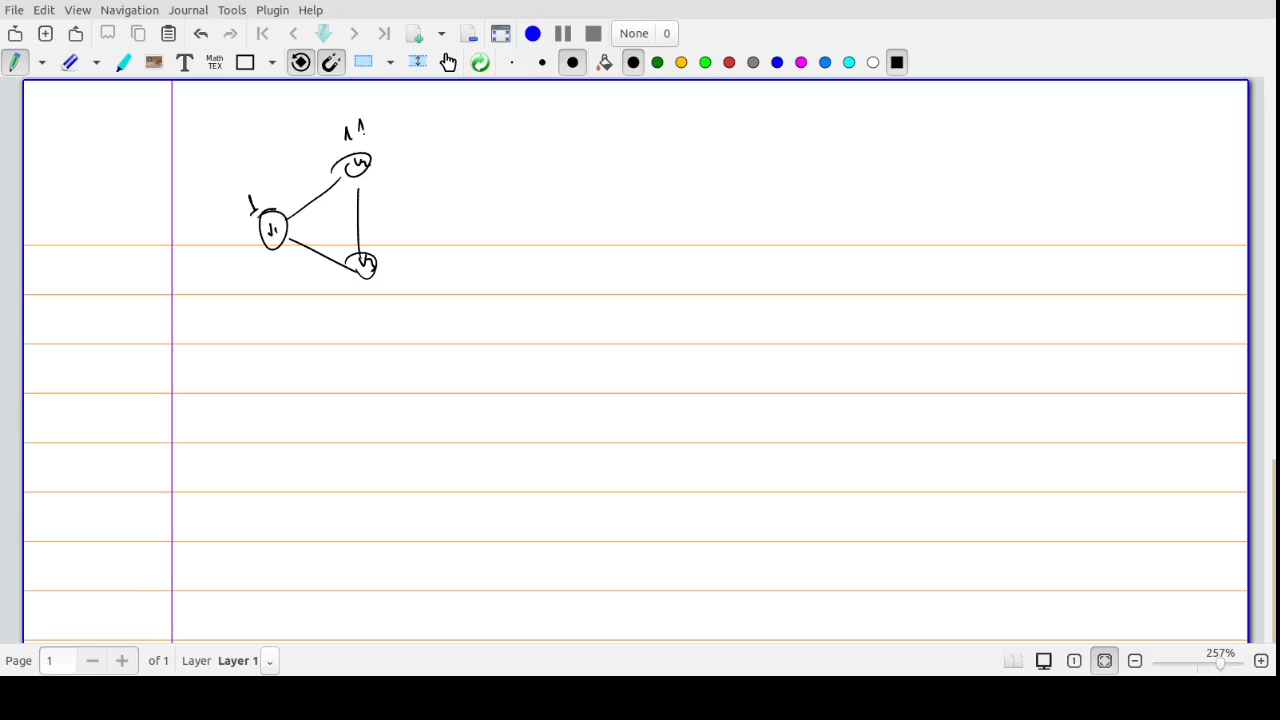 File Edit View Navigation Journal Tools Plugin Help
None 0
Math
TEX
Page 1 of 1 Layer Layer 1
257%